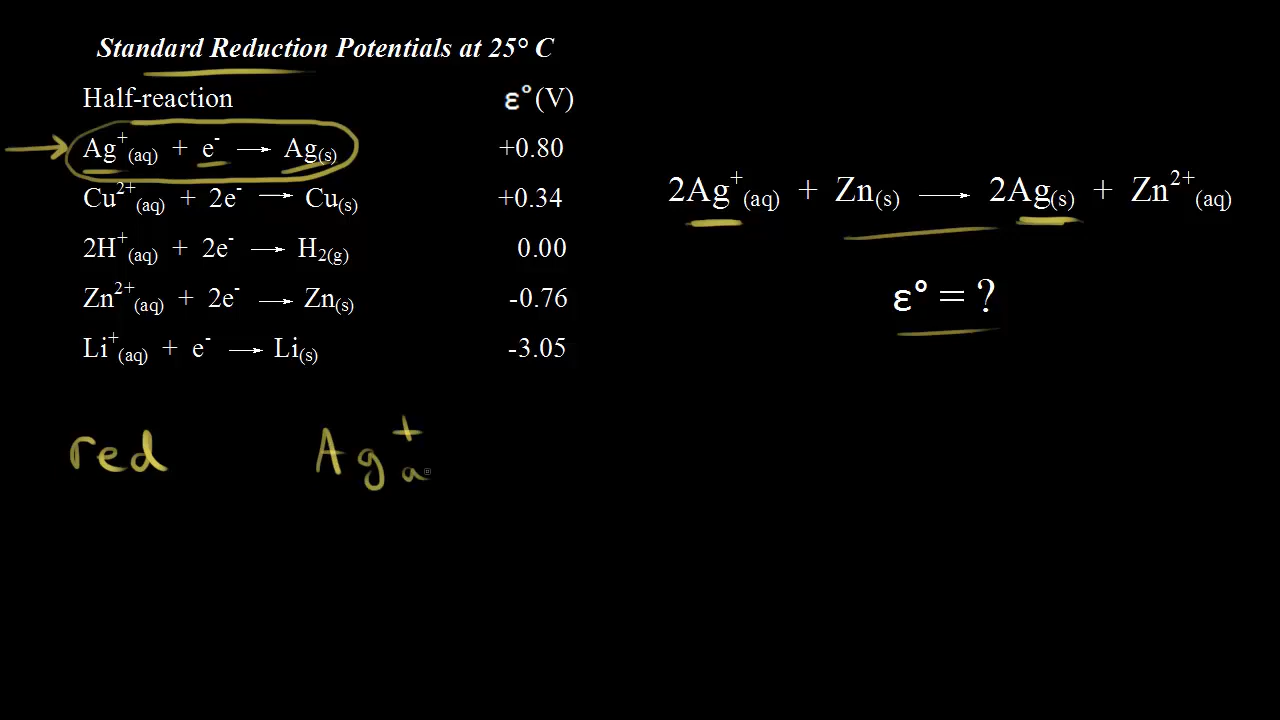 Standard Reduction Potentials at 25° C
Half-reaction ε°(V)
Ag⁺(aq) + e⁻ → Ag(s) +0.80
Cu²⁺(aq) + 2e⁻ → Cu(s) +0.34
2H⁺(aq) + 2e⁻ → H₂(g) 0.00
Zn²⁺(aq) + 2e⁻ → Zn(s) -0.76
Li⁺(aq) + e⁻ → Li(s) -3.05
2Ag⁺(aq) + Zn(s) → 2Ag(s) + Zn²⁺(aq)
ε° = ?
red Ag⁺ a